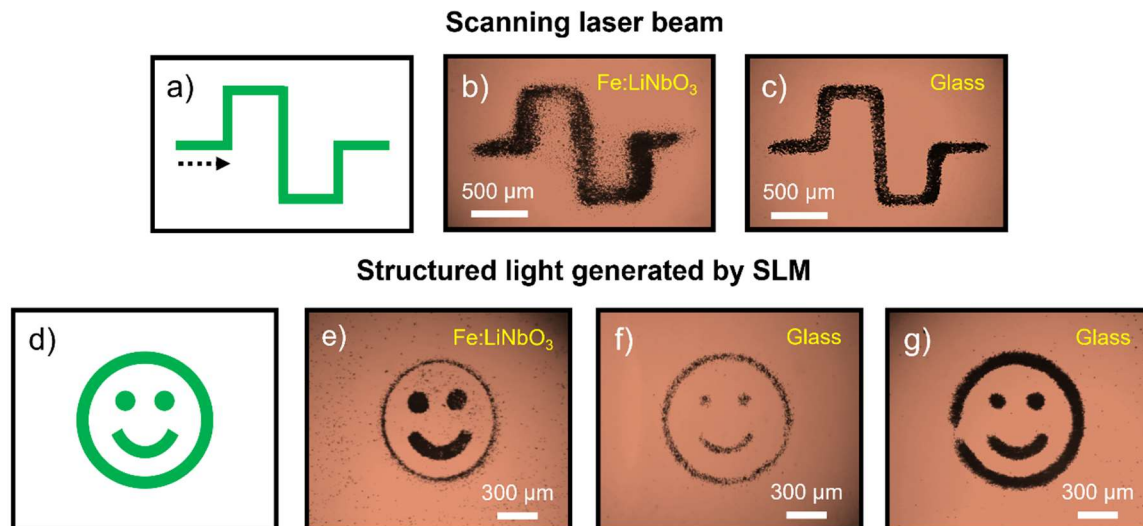 Scanning laser beam
a)
b) Fe:LiNbO₃
500 µm
c) Glass
500 µm
Structured light generated by SLM
d)
e) Fe:LiNbO₃
300 µm
f) Glass
300 µm
g) Glass
300 µm